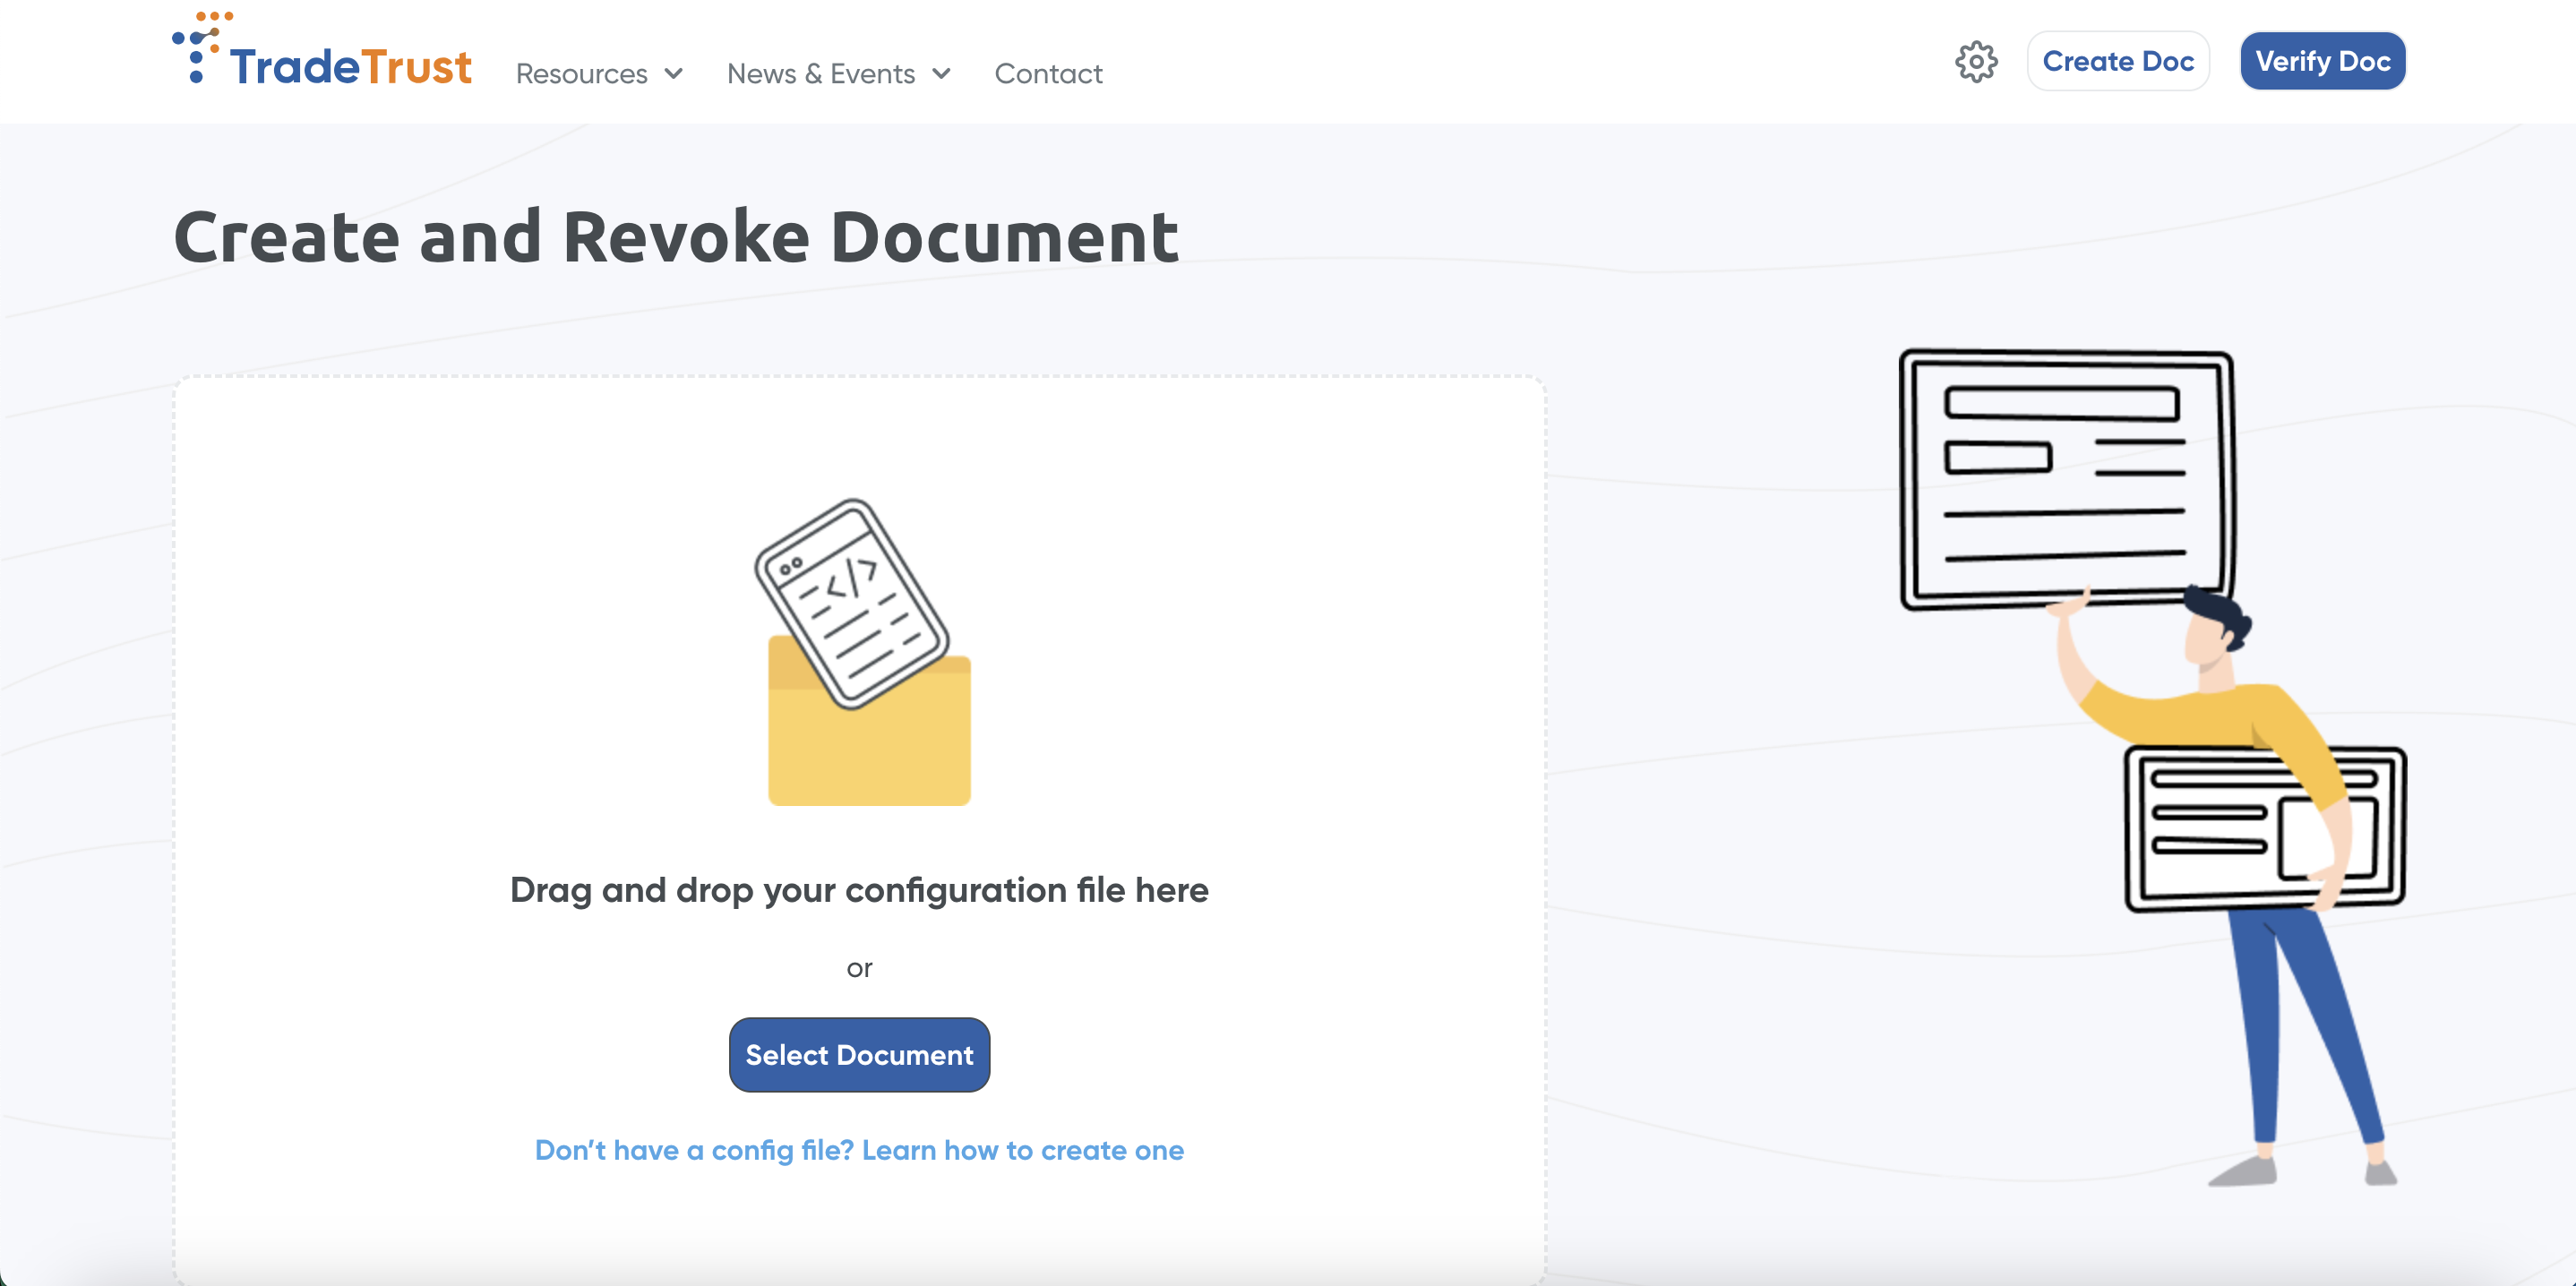 TradeTrust
Resources
News & Events
Contact
Create Doc
Verify Doc
Create and Revoke Document
</>
Drag and drop your configuration file here
or
Select Document
Don’t have a config file? Learn how to create one